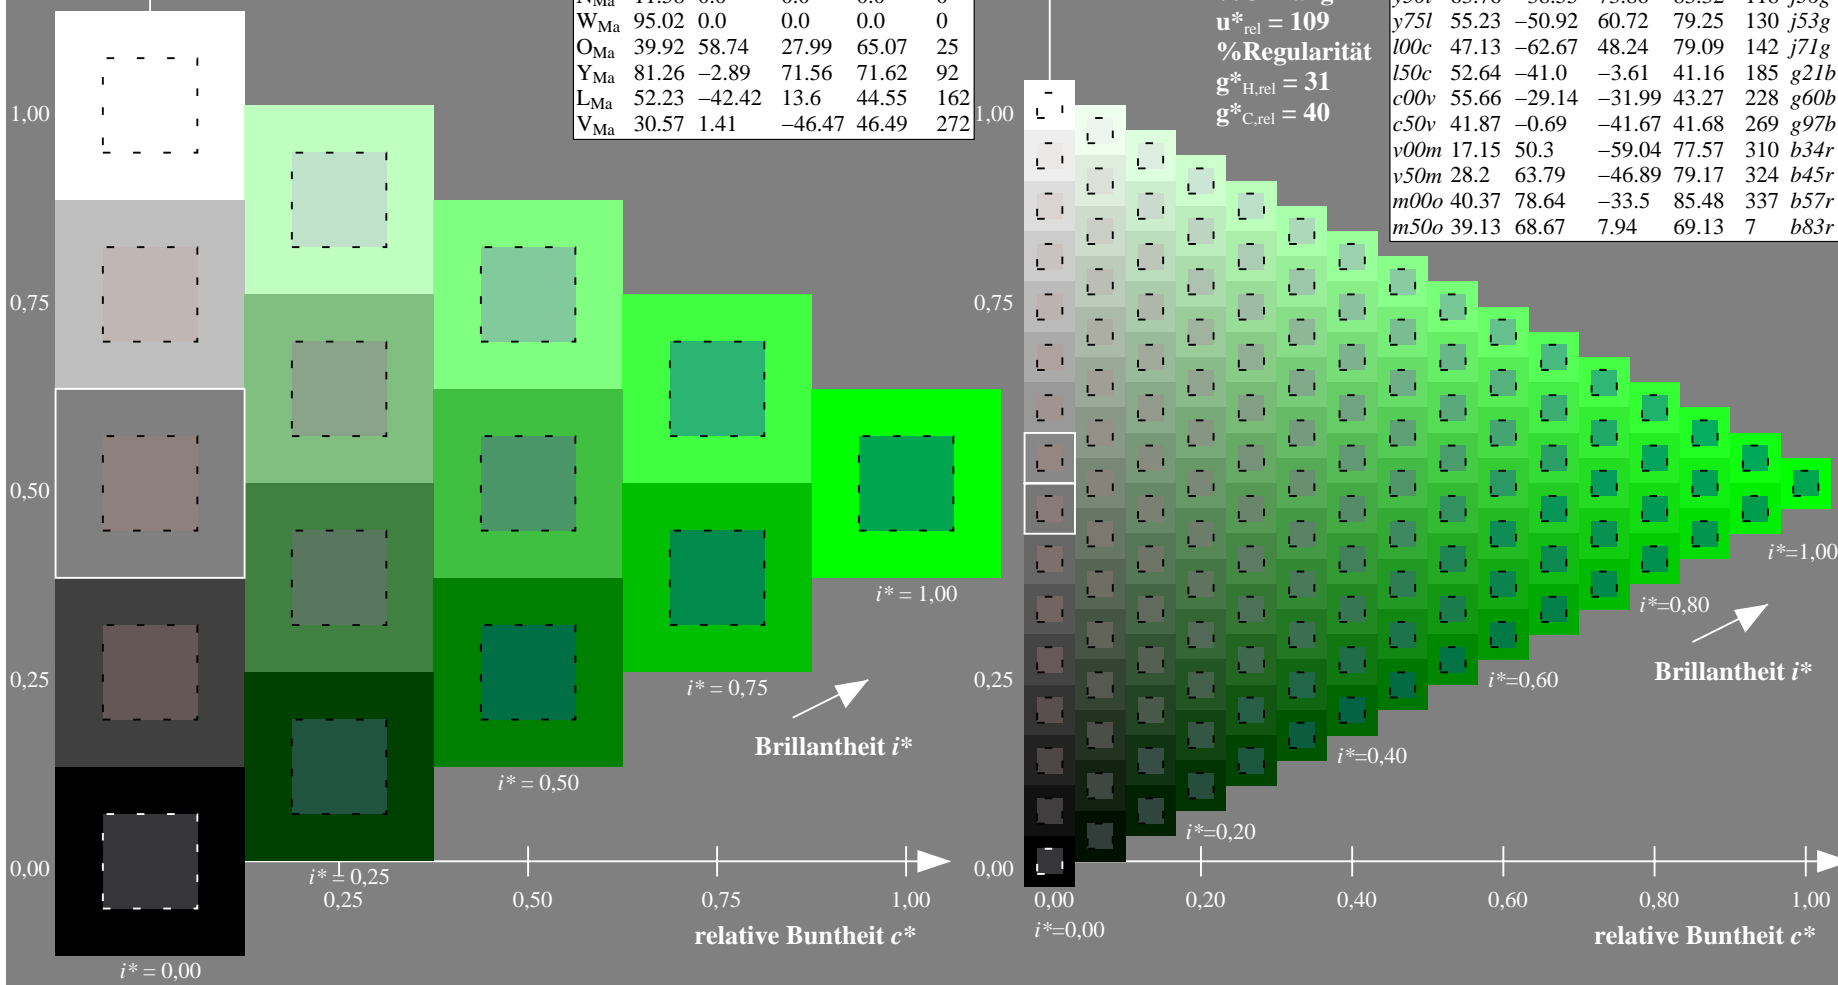 W_Ma 95.02 0.0 0.0 0.0 0
O_Ma 39.92 58.74 27.99 65.07 25
Y_Ma 81.26 −2.89 71.56 71.62 92
L_Ma 52.23 −42.42 13.6 44.55 162
V_Ma 30.57 1.41 −46.47 46.49 272
u*_rel = 109
%Regularität
g*_H,rel = 31
g*_C,rel = 40
y75l 55.23 −50.92 60.72 79.25 130 j53g
l00c 47.13 −62.67 48.24 79.09 142 j71g
l50c 52.64 −41.0 −3.61 41.16 185 g21b
c00v 55.66 −29.14 −31.99 43.27 228 g60b
c50v 41.87 −0.69 −41.67 41.68 269 g97b
v00m 17.15 50.3 −59.04 77.57 310 b34r
v50m 28.2 63.79 −46.89 79.17 324 b45r
m00o 40.37 78.64 −33.5 85.48 337 b57r
m50o 39.13 68.67 7.94 69.13 7 b83r
1,00
0,75
0,50
0,25
0,00
i* = 1,00
i* = 0,75
Brillantheit i*
i* = 0,50
i* = 0,25
0,25 0,50 0,75 1,00
relative Buntheit c*
i* = 0,00
1,00
0,75
0,50
0,25
0,00
i*=1,00
i*=0,80
Brillantheit i*
i*=0,60
i*=0,40
i*=0,20
0,00 0,20 0,40 0,60 0,80 1,00
i*=0,00
relative Buntheit c*